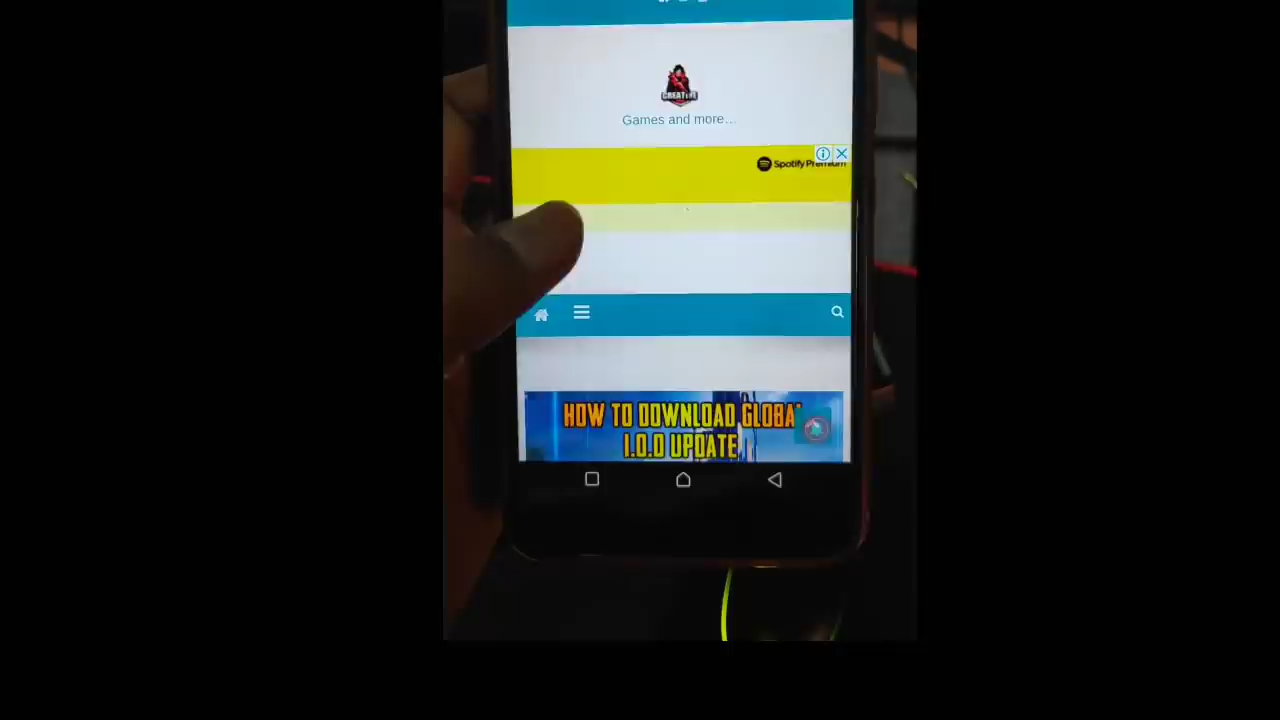 CREATIVE
Games and more...
Spotify Premium
HOW TO DOWNLOAD GLOBA
1.0.0 UPDATE